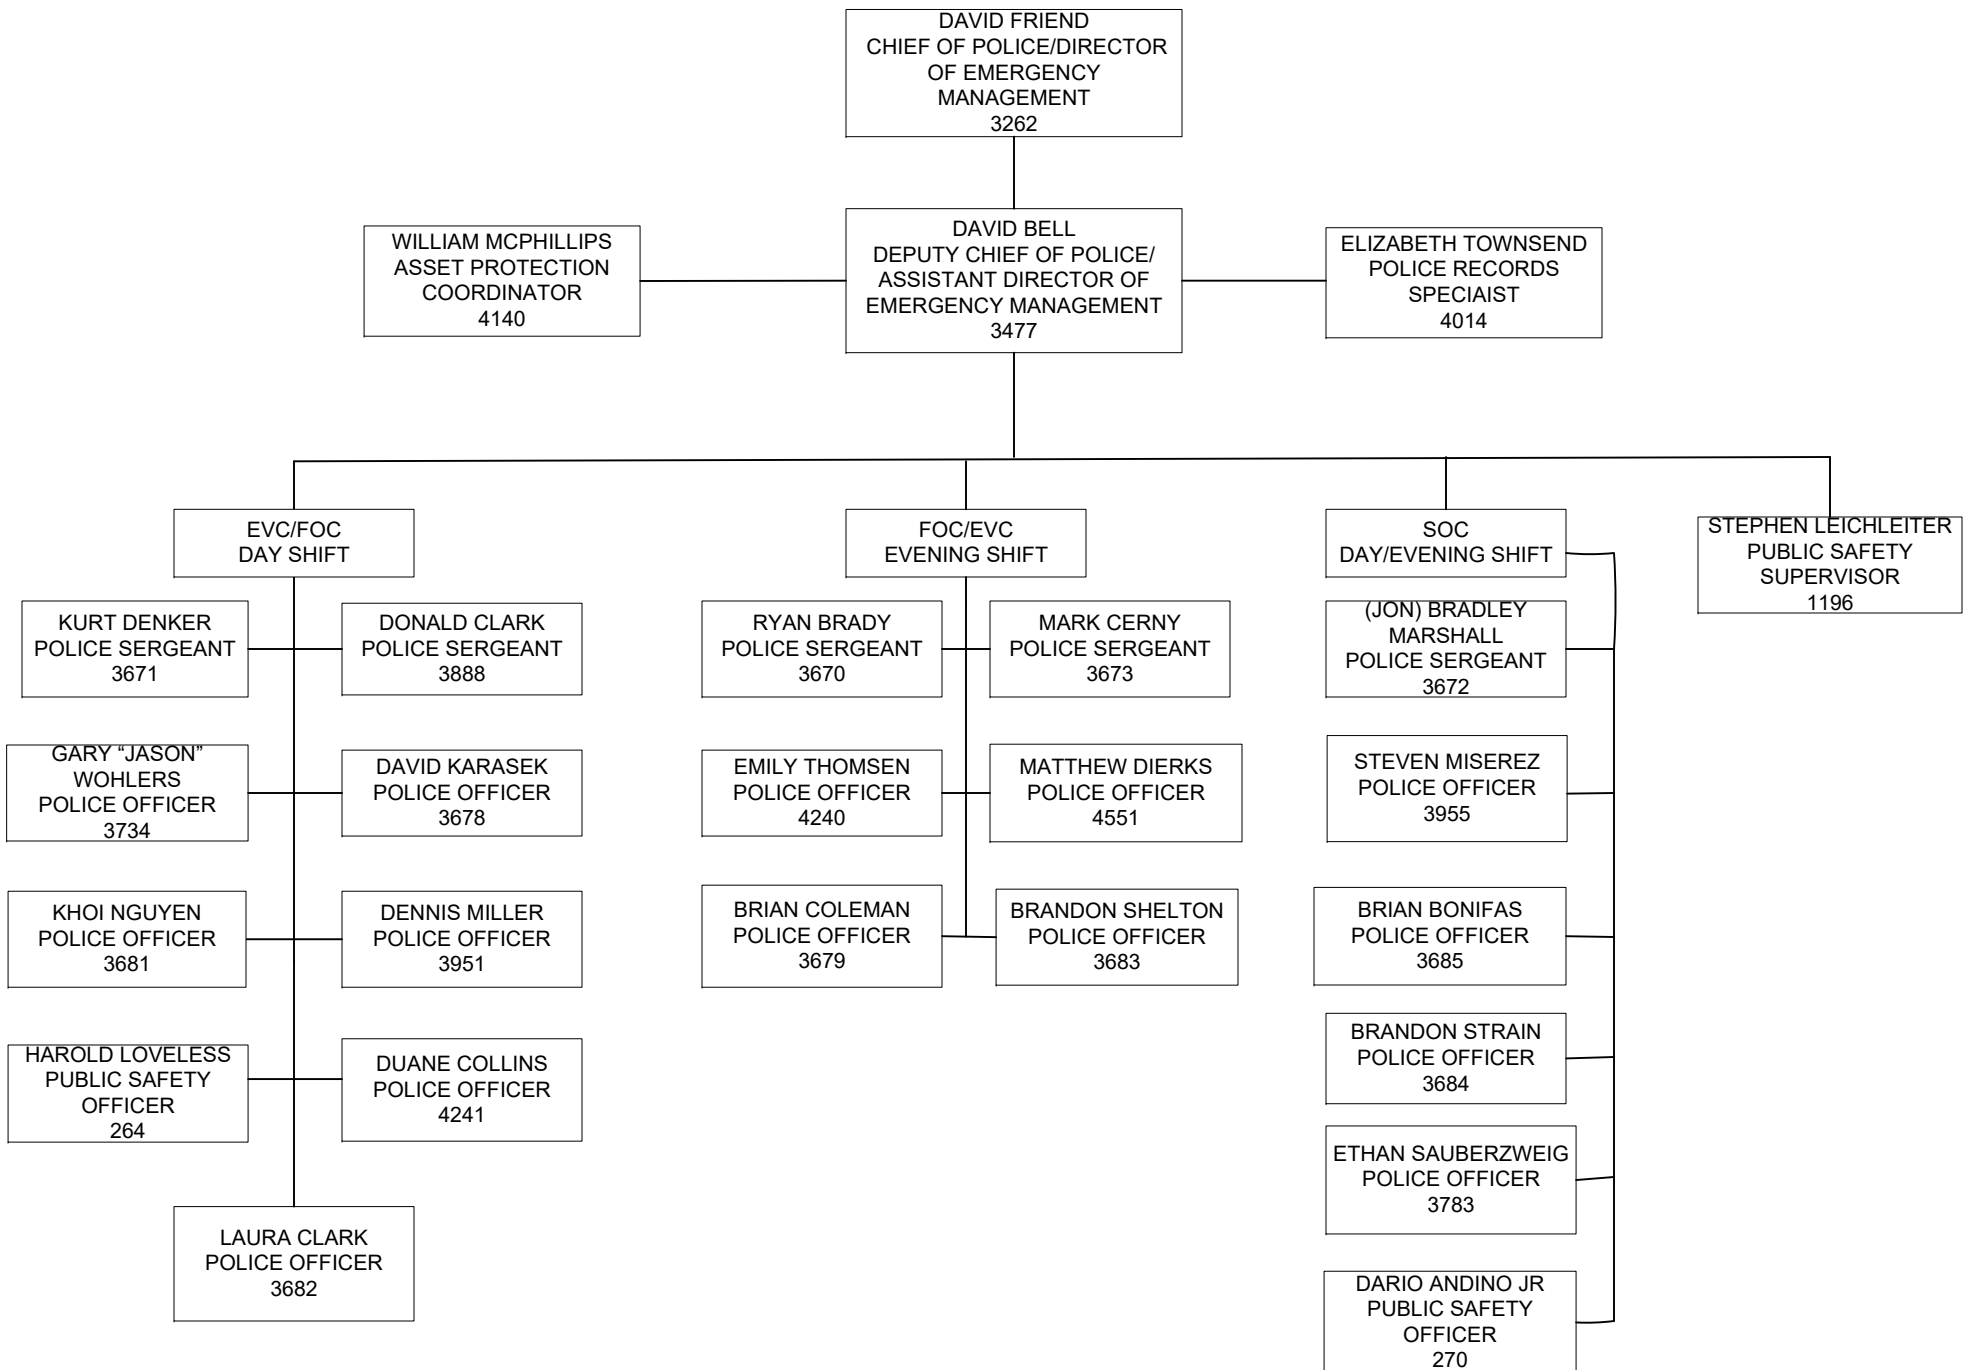 DAVID FRIEND
CHIEF OF POLICE/DIRECTOR
OF EMERGENCY
MANAGEMENT
3262
WILLIAM MCPHILLIPS
ASSET PROTECTION
COORDINATOR
4140
DAVID BELL
DEPUTY CHIEF OF POLICE/
ASSISTANT DIRECTOR OF
EMERGENCY MANAGEMENT
3477
ELIZABETH TOWNSEND
POLICE RECORDS
SPECIAIST
4014
EVC/FOC
DAY SHIFT
FOC/EVC
EVENING SHIFT
SOC
DAY/EVENING SHIFT
STEPHEN LEICHLEITER
PUBLIC SAFETY
SUPERVISOR
1196
KURT DENKER
POLICE SERGEANT
3671
DONALD CLARK
POLICE SERGEANT
3888
RYAN BRADY
POLICE SERGEANT
3670
MARK CERNY
POLICE SERGEANT
3673
(JON) BRADLEY
MARSHALL
POLICE SERGEANT
3672
GARY “JASON”
WOHLERS
POLICE OFFICER
3734
DAVID KARASEK
POLICE OFFICER
3678
EMILY THOMSEN
POLICE OFFICER
4240
MATTHEW DIERKS
POLICE OFFICER
4551
STEVEN MISEREZ
POLICE OFFICER
3955
KHOI NGUYEN
POLICE OFFICER
3681
DENNIS MILLER
POLICE OFFICER
3951
BRIAN COLEMAN
POLICE OFFICER
3679
BRANDON SHELTON
POLICE OFFICER
3683
BRIAN BONIFAS
POLICE OFFICER
3685
HAROLD LOVELESS
PUBLIC SAFETY
OFFICER
264
DUANE COLLINS
POLICE OFFICER
4241
BRANDON STRAIN
POLICE OFFICER
3684
ETHAN SAUBERZWEIG
POLICE OFFICER
3783
LAURA CLARK
POLICE OFFICER
3682
DARIO ANDINO JR
PUBLIC SAFETY
OFFICER
270